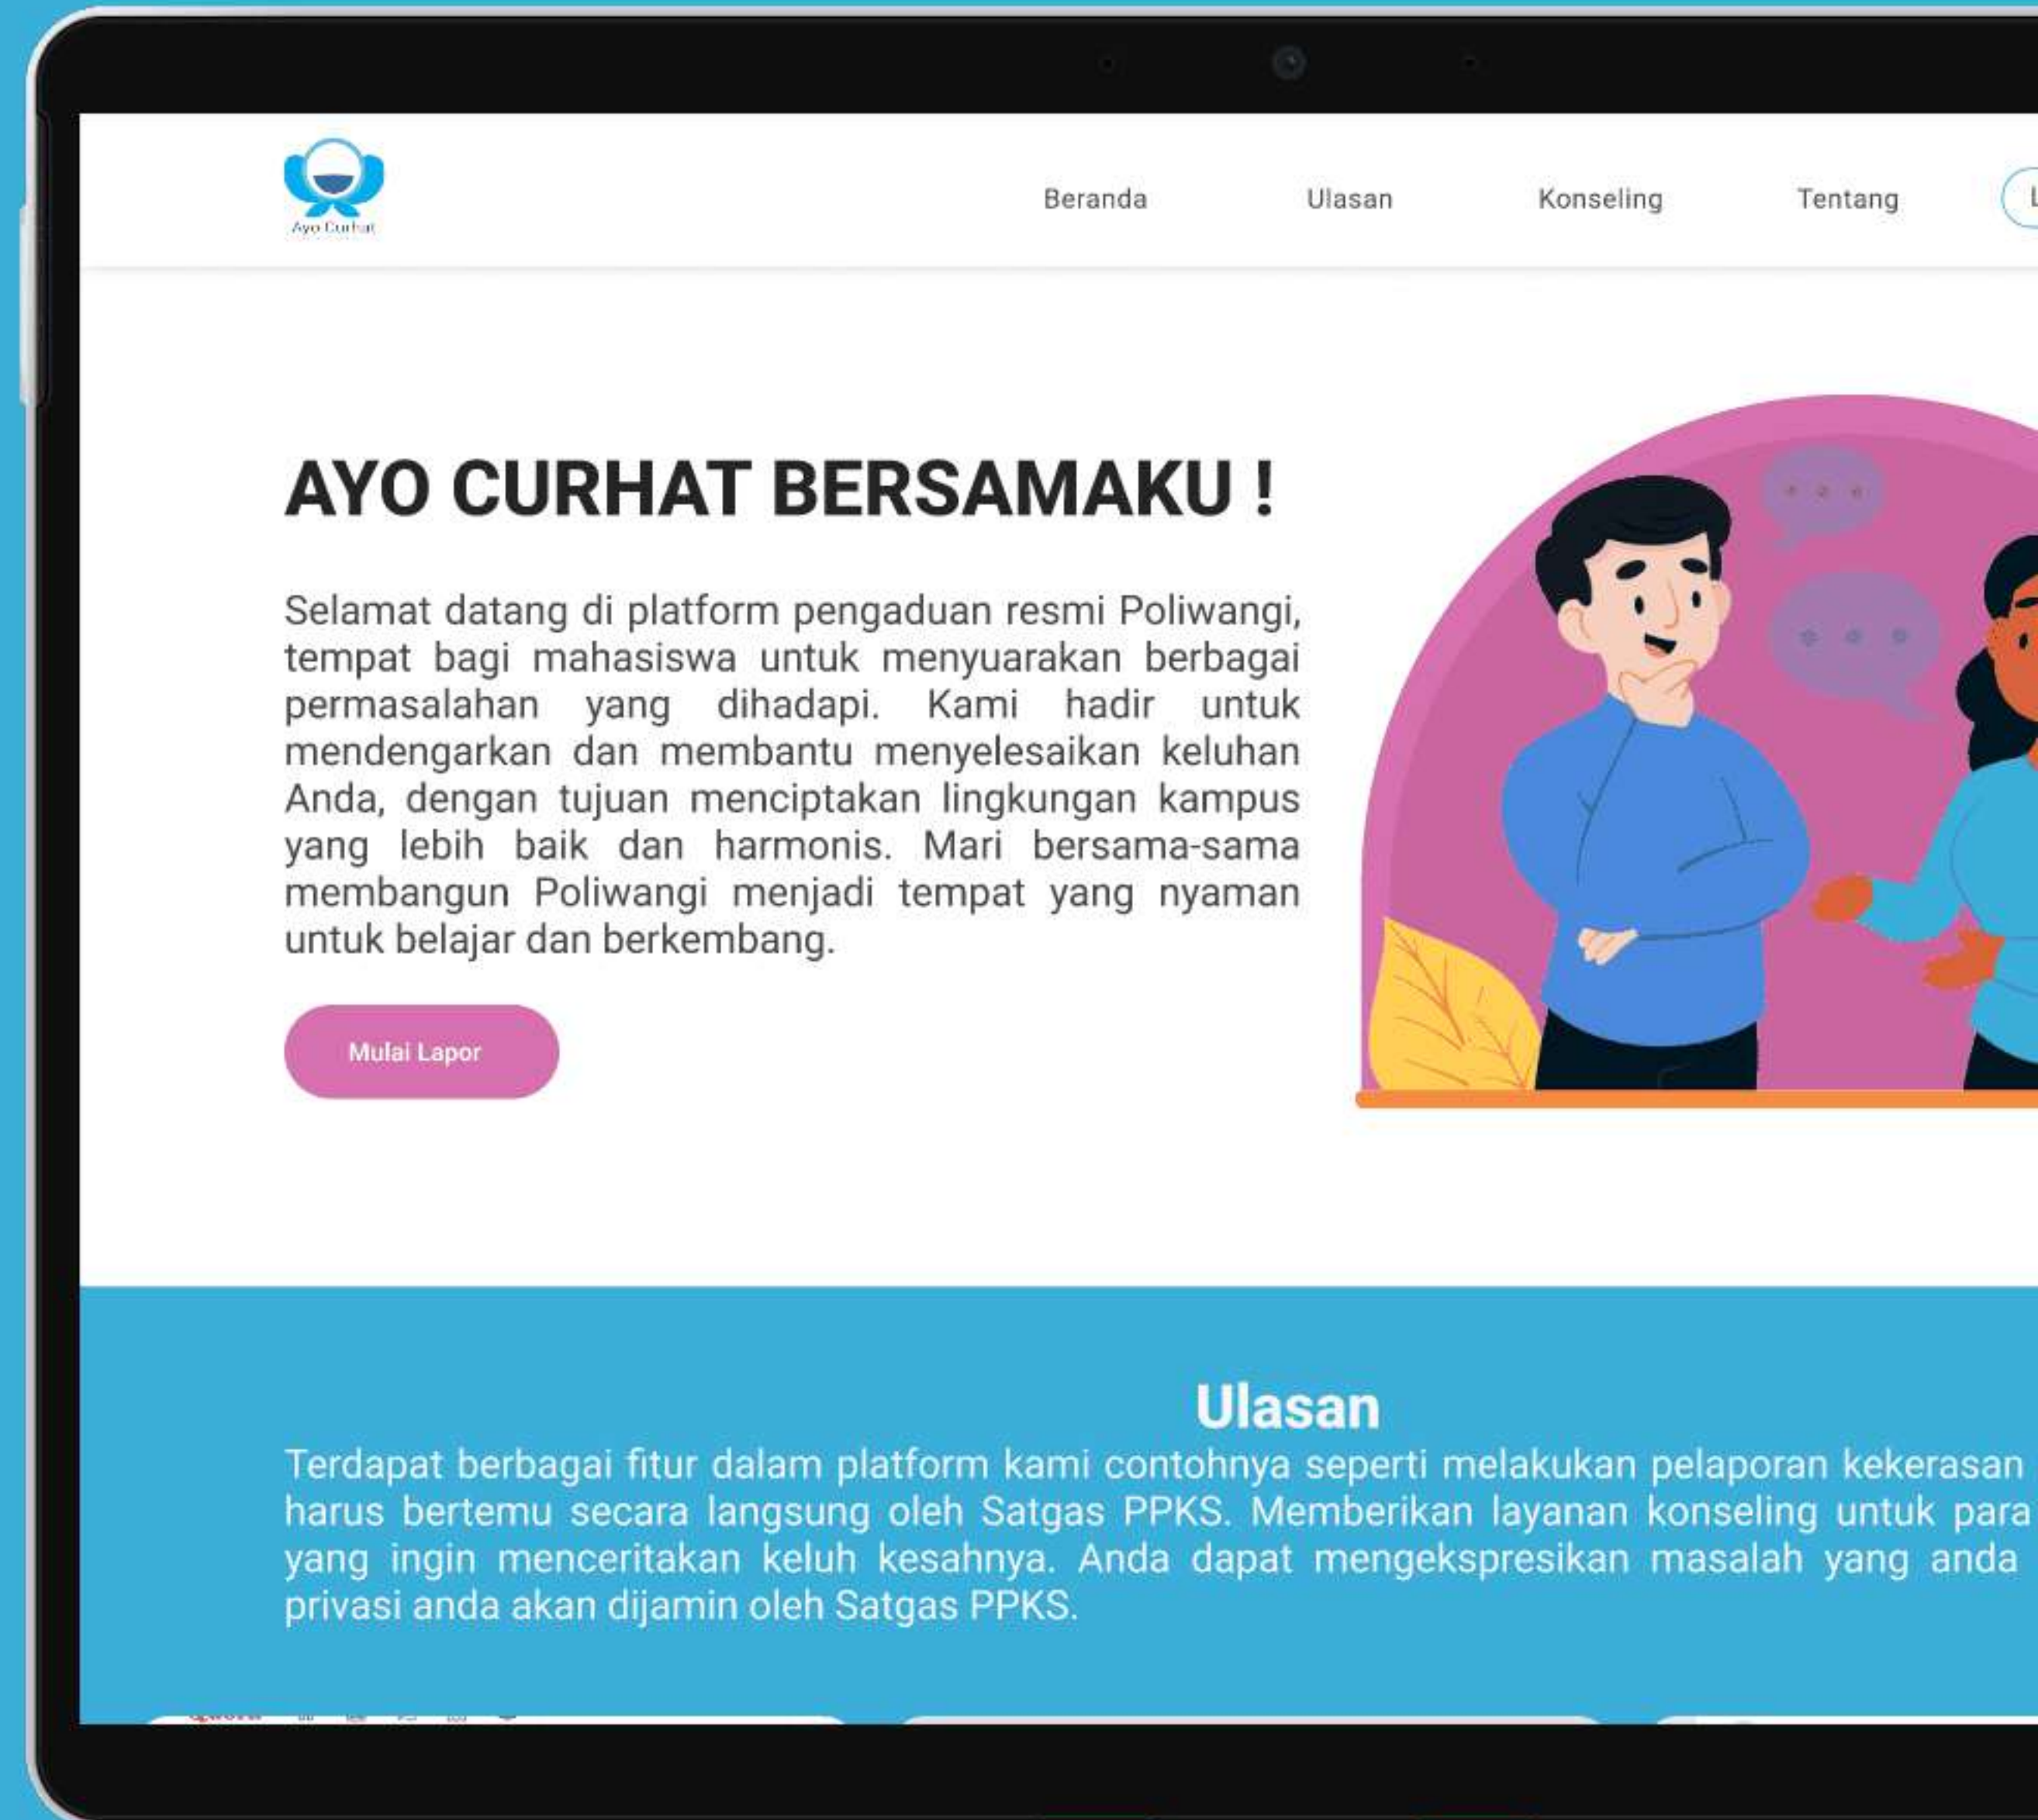 Ayo Curhat
Beranda
Ulasan
Konseling
Tentang
AYO CURHAT BERSAMAKU !
Selamat datang di platform pengaduan resmi Poliwangi,
tempat bagi mahasiswa untuk menyuarakan berbagai
permasalahan yang dihadapi. Kami hadir untuk
mendengarkan dan membantu menyelesaikan keluhan
Anda, dengan tujuan menciptakan lingkungan kampus
yang lebih baik dan harmonis. Mari bersama-sama
membangun Poliwangi menjadi tempat yang nyaman
untuk belajar dan berkembang.
Mulai Lapor
Ulasan
Terdapat berbagai fitur dalam platform kami contohnya seperti melakukan pelaporan kekerasan
harus bertemu secara langsung oleh Satgas PPKS. Memberikan layanan konseling untuk para
yang ingin menceritakan keluh kesahnya. Anda dapat mengekspresikan masalah yang anda
privasi anda akan dijamin oleh Satgas PPKS.